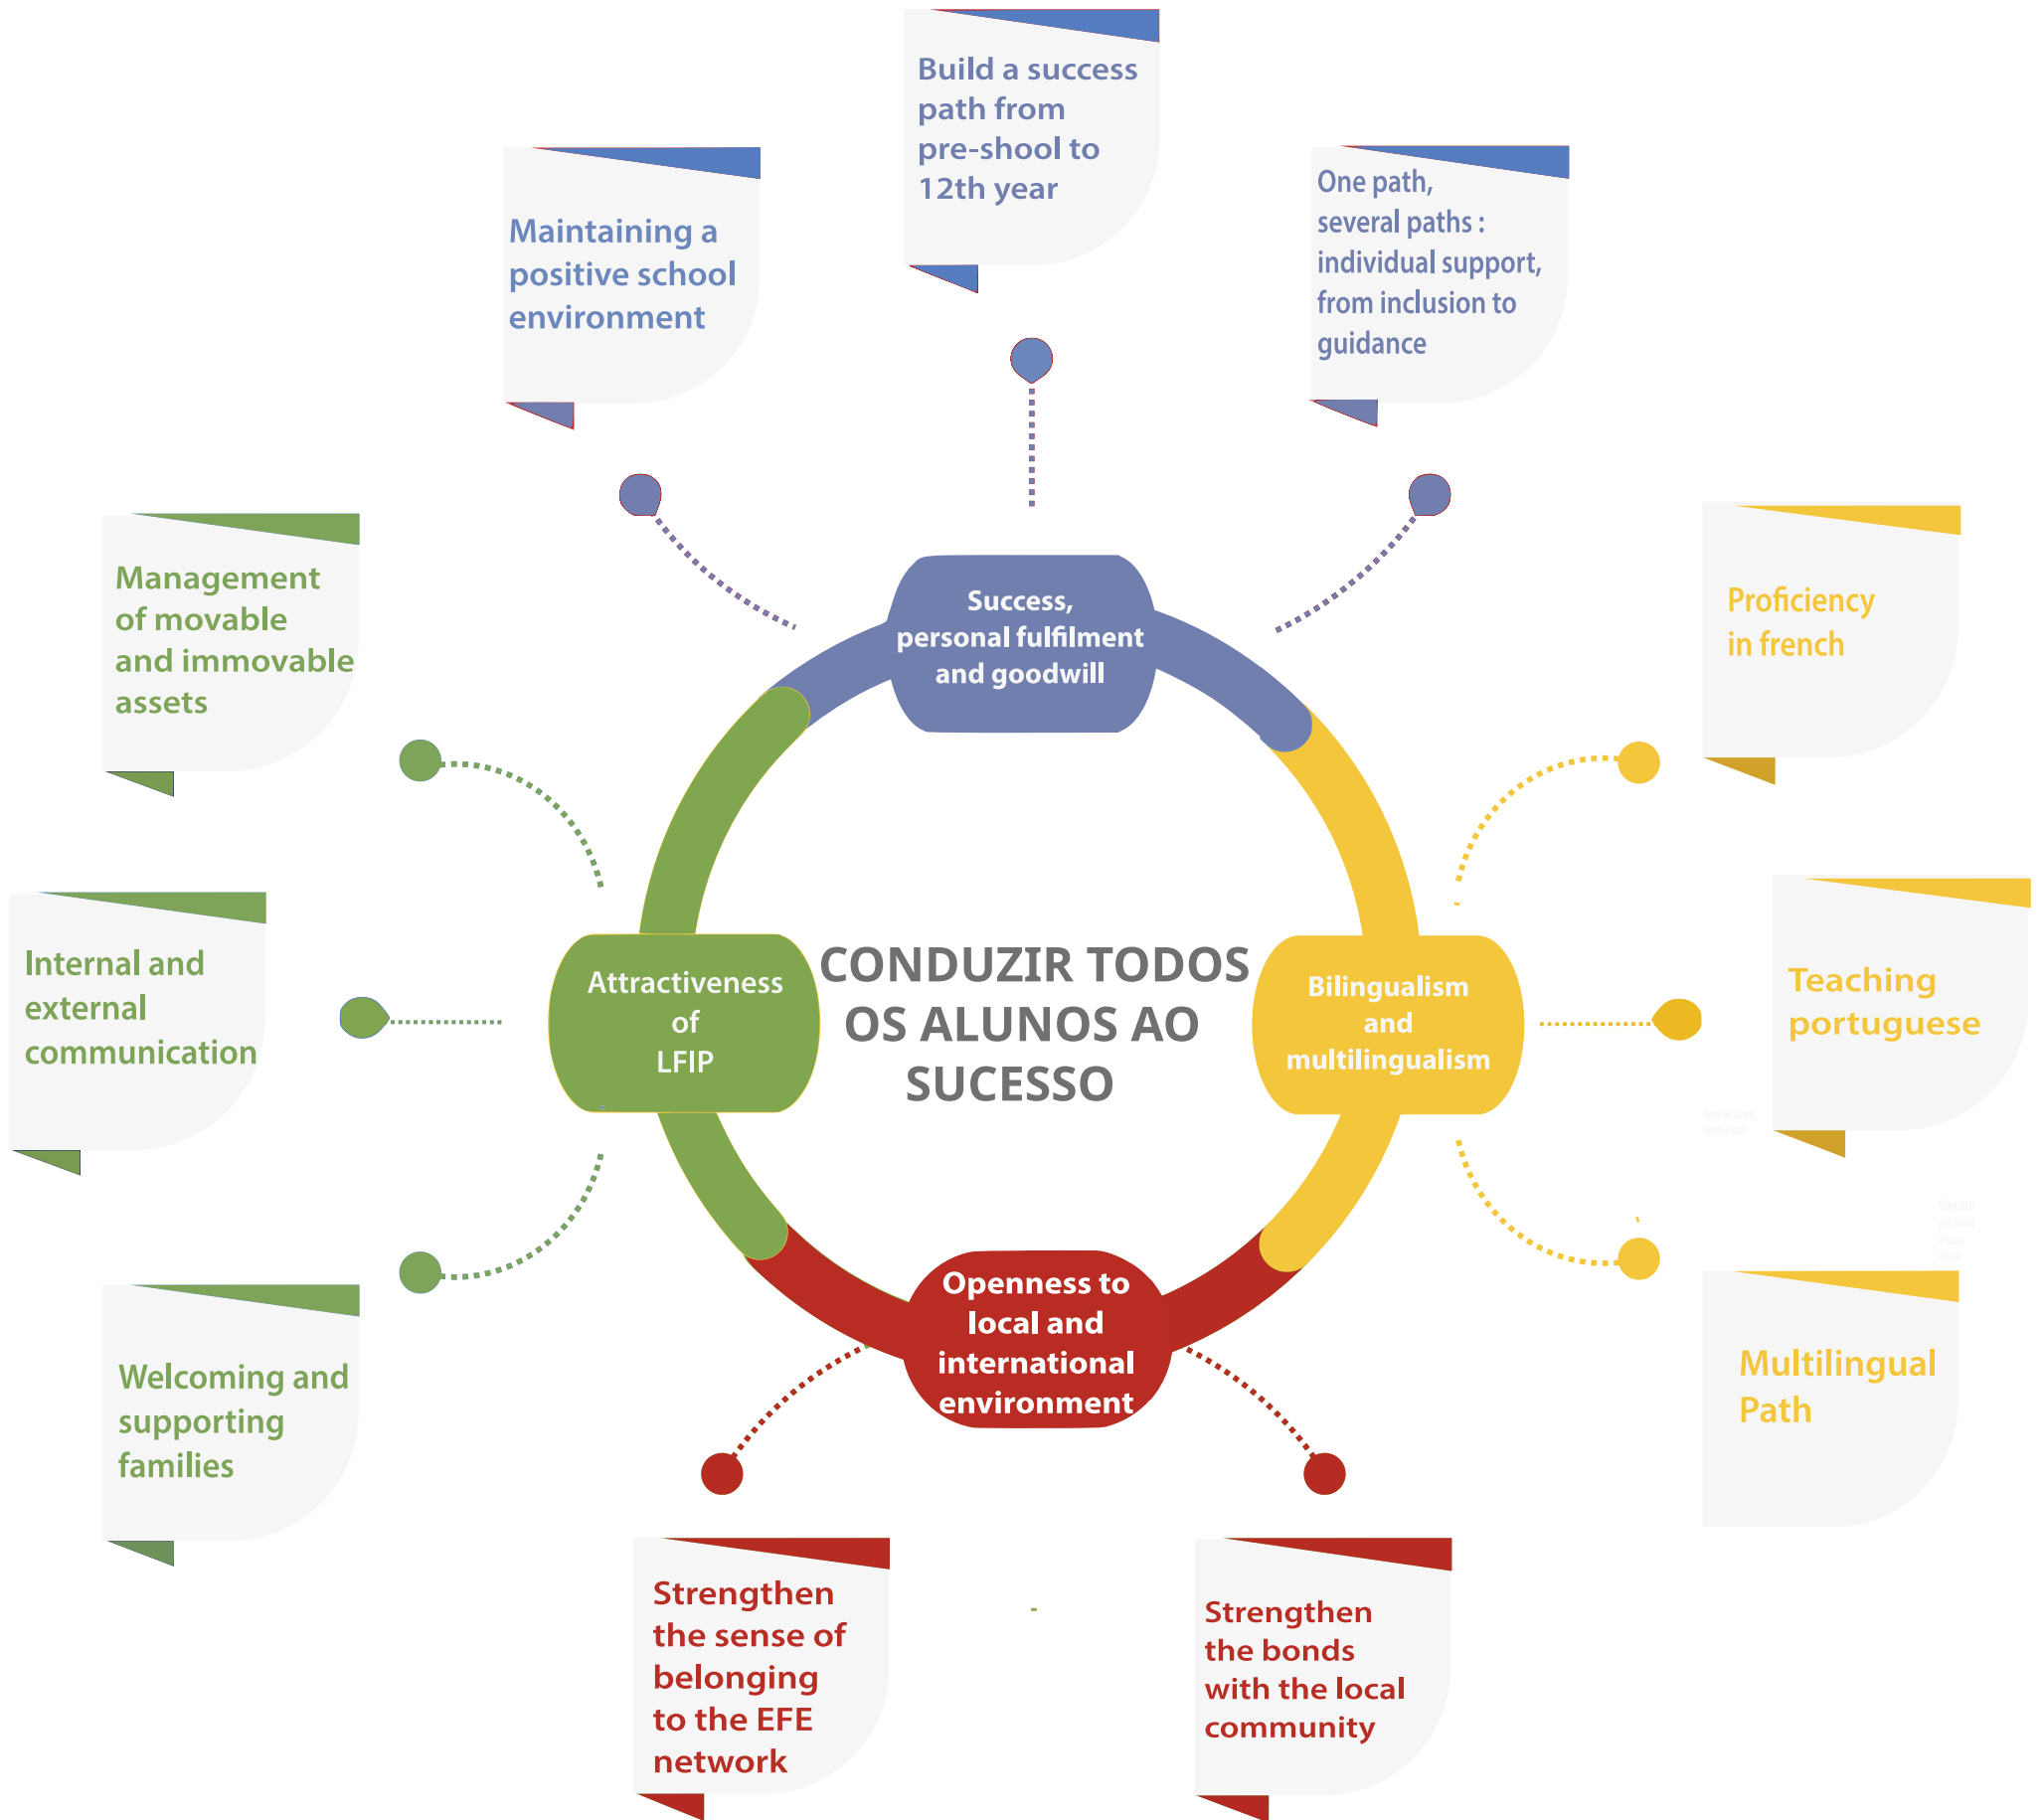 Build a success
path from
pre-shool to
12th year
Maintaining a
positive school
environment
One path,
several paths :
individual support,
from inclusion to
guidance
Management
of movable
and immovable
assets
Success,
personal fulfilment
and goodwill
Proficiency
in french
Internal and
external
communication
Attractiveness
of
LFIP
CONDUZIR TODOS
OS ALUNOS AO
SUCESSO
Bilingualism
and
multilingualism
Teaching
portuguese
Welcoming and
supporting
families
Openness to
local and
international
environment
Multilingual
Path
Strengthen
the sense of
belonging
to the EFE
network
Strengthen
the bonds
with the local
community